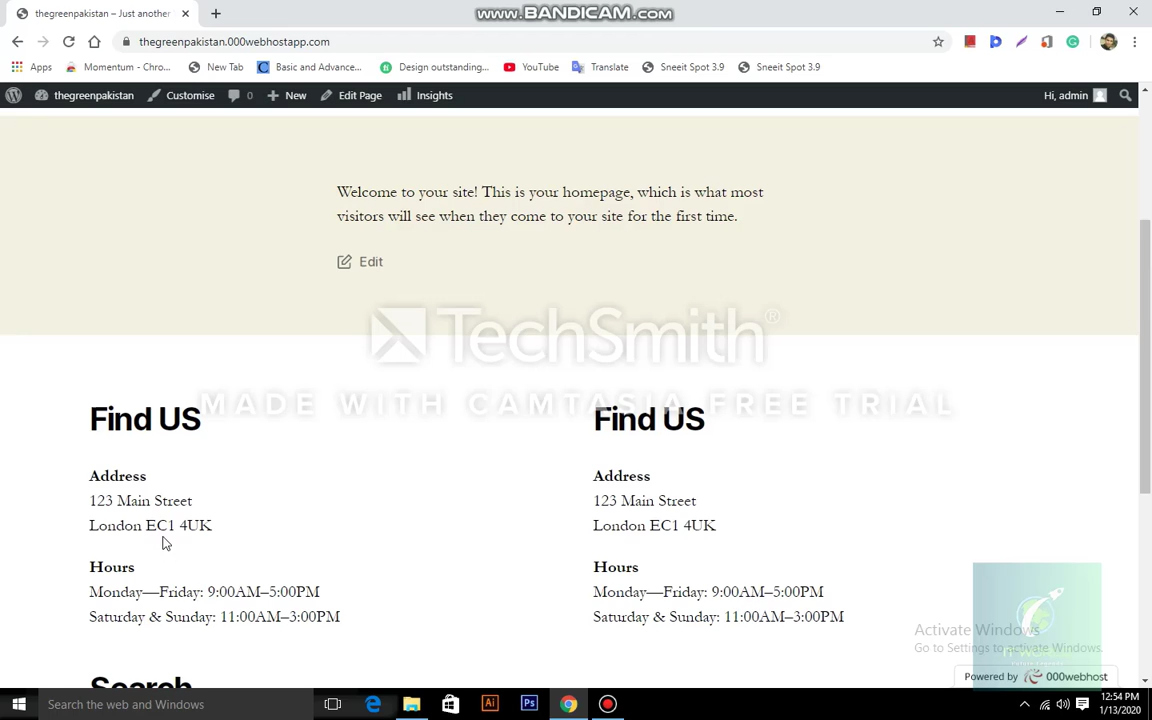 www.BANDICAM.com
thegreenpakistan – Just another
thegreenpakistan.000webhostapp.com
Apps Momentum - Chro... New Tab Basic and Advance... Design outstanding... YouTube Translate Sneeit Spot 3.9 Sneeit Spot 3.9
thegreenpakistan Customise 0 New Edit Page Insights Hi, admin
Welcome to your site! This is your homepage, which is what most
visitors will see when they come to your site for the first time.
Edit
TechSmith®
MADE WITH CAMTASIA FREE TRIAL
Find US Find US
Address Address
123 Main Street 123 Main Street
London EC1 4UK London EC1 4UK
Hours Hours
Monday—Friday: 9:00AM–5:00PM Monday—Friday: 9:00AM–5:00PM
Saturday & Sunday: 11:00AM–3:00PM Saturday & Sunday: 11:00AM–3:00PM
Activate Windows
Go to Settings to activate Windows.
Search
Powered by 000webhost
Search the web and Windows
Ai Ps
12:54 PM
1/13/2020